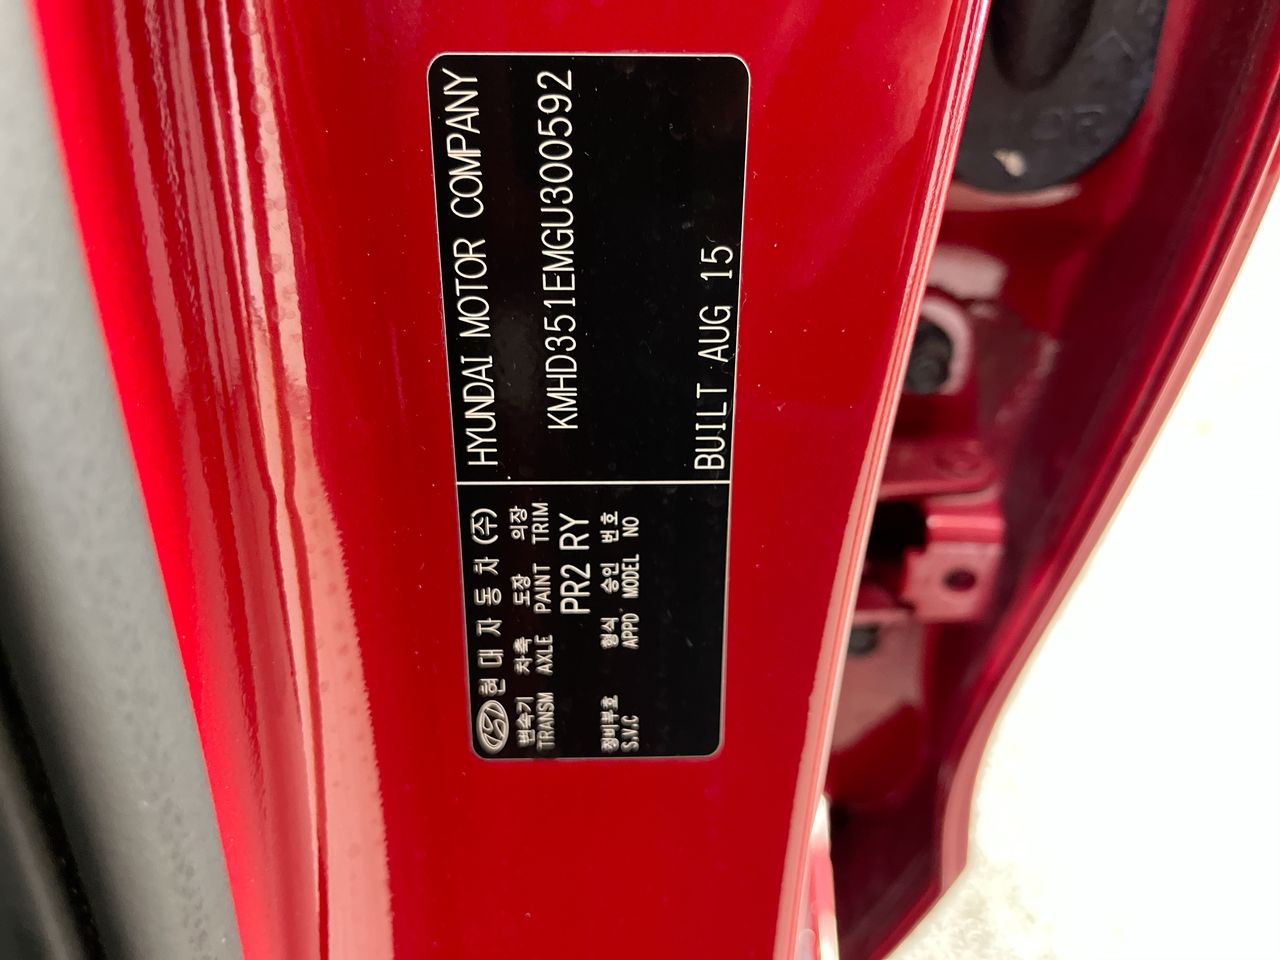 현대자동차(주) HYUNDAI MOTOR COMPANY
변속기 차축 도장 의장
TRANSM AXLE PAINT TRIM
KMHD351EMGU300592
PR2 RY
정비부호 형식 승인 번호
S.V.C APPD MODEL NO
BUILT AUG 15